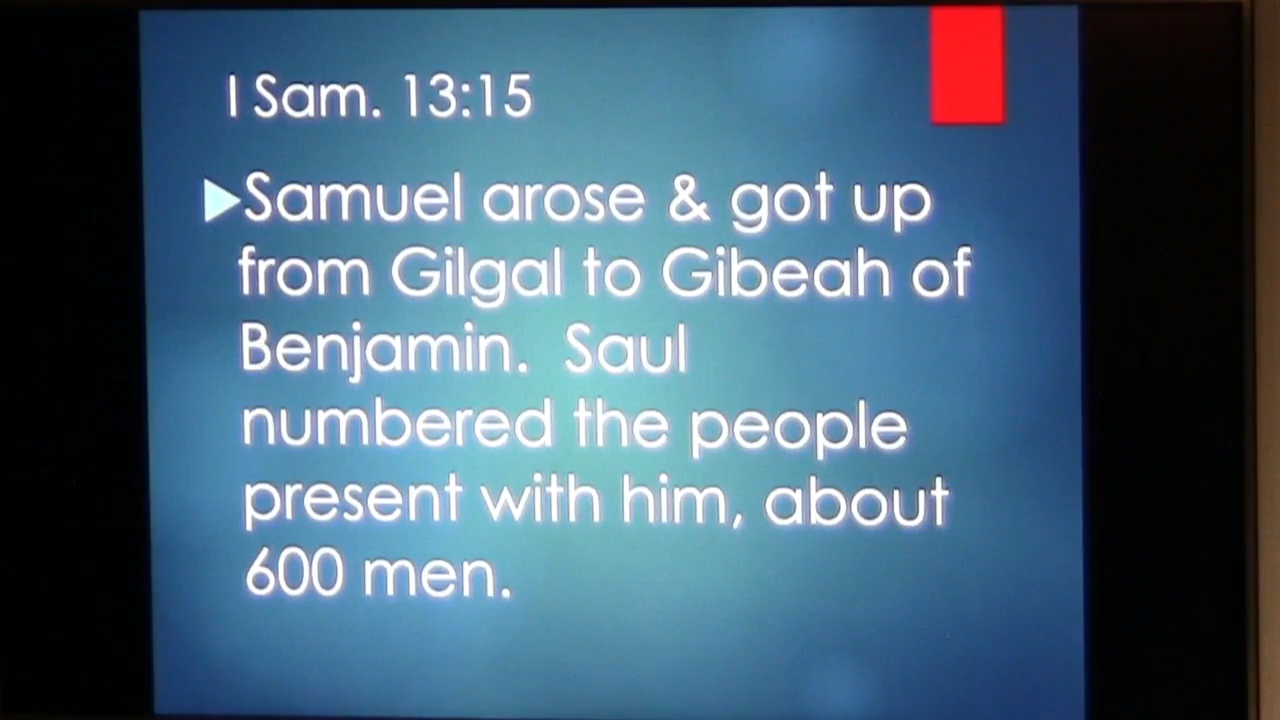 I Sam. 13:15
Samuel arose & got up
from Gilgal to Gibeah of
Benjamin.  Saul
numbered the people
present with him, about
600 men.